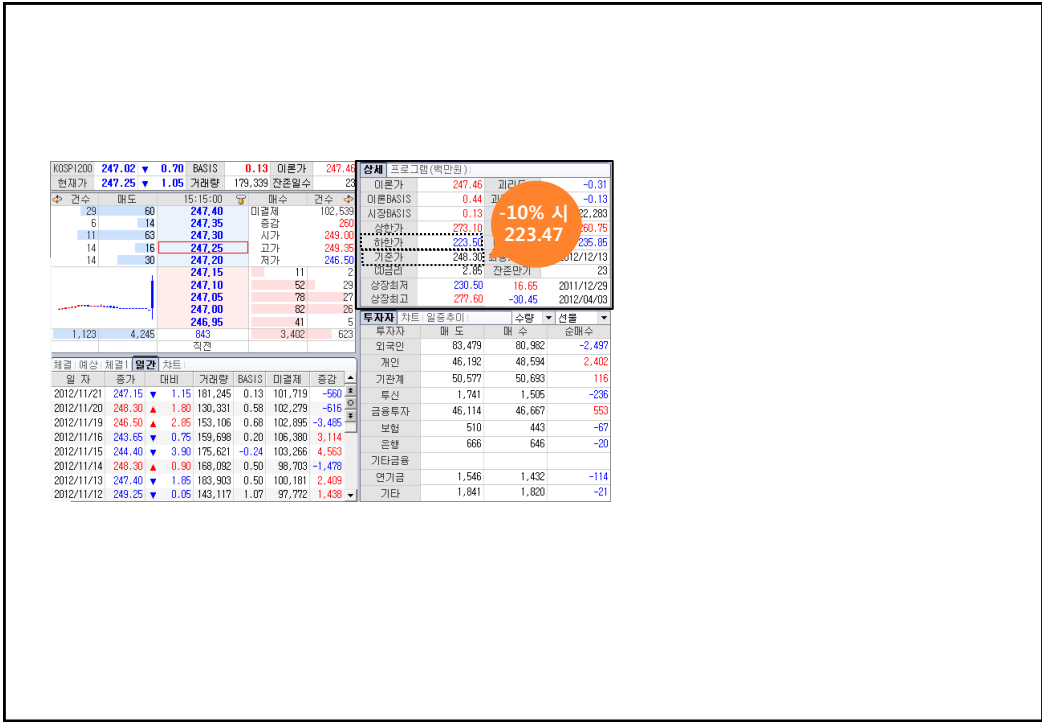 KOSPI200 247.02 ▼ 0.70 BASIS 0.13 이론가 247.46
현재가 247.25 ▼ 1.05 거래량 179,339 잔존일수 23
건수 매도 15:15:00 매수 건수
29 60 247.40 미결제 102,539
6 14 247.35 증감 260
11 63 247.30 시가 249.00
14 16 247.25 고가 249.35
14 30 247.20 저가 246.50
247.15 11 2
247.10 52 29
247.05 78 27
247.00 82 26
246.95 41 5
1,123 4,245 843 3,402 623
직전
체결 예상 체결1 일간 챠트
일 자 종가 대비 거래량 BASIS 미결제 증감
2012/11/21 247.15 ▼ 1.15 181,245 0.13 101,719 -560
2012/11/20 248.30 ▲ 1.80 130,331 0.58 102,279 -616
2012/11/19 246.50 ▲ 2.85 153,106 0.68 102,895 -3,485
2012/11/16 243.65 ▼ 0.75 159,698 0.20 106,380 3,114
2012/11/15 244.40 ▼ 3.90 175,621 -0.24 103,266 4,563
2012/11/14 248.30 ▲ 0.90 168,092 0.50 98,703 -1,478
2012/11/13 247.40 ▼ 1.85 183,903 0.50 100,181 2,409
2012/11/12 249.25 ▼ 0.05 143,117 1.07 97,772 1,438
상세 프로그램(백만원)
이론가 247.46 -0.31
이론BASIS 0.44 -0.13
시장BASIS 0.13
상한가 273.10 260.75
하한가 223.50 235.85
기준가 248.30 2012/12/13
CD금리 2.85 잔존만기 23
상장최저 230.50 16.65 2011/12/29
상장최고 277.60 -30.45 2012/04/03
-10% 시
223.47
투자자 챠트 일중추이 수량 ▼ 선물 ▼
투자자 매 도 매 수 순매수
외국인 83,479 80,982 -2,497
개인 46,192 48,594 2,402
기관계 50,577 50,693 116
투신 1,741 1,505 -236
금융투자 46,114 46,667 553
보험 510 443 -67
은행 666 646 -20
기타금융
연기금 1,546 1,432 -114
기타 1,841 1,820 -21